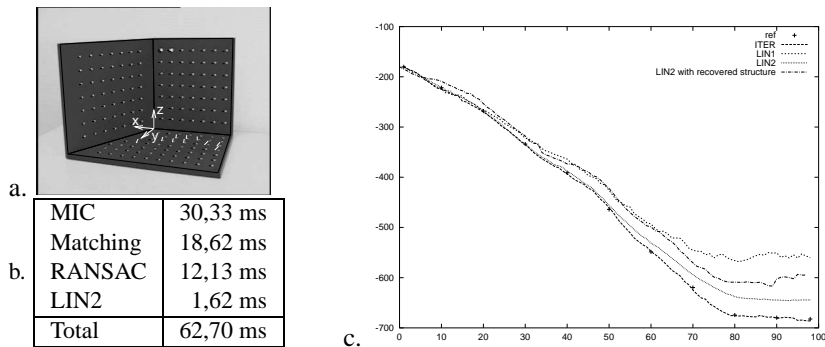 z
x
y
a.
MIC 30,33 ms
Matching 18,62 ms
b. RANSAC 12,13 ms
LIN2 1,62 ms
Total 62,70 ms
-100
-200
-300
-400
-500
-600
-700
0 10 20 30 40 50 60 70 80 90 100
ref
ITER
LIN1
LIN2
LIN2 with recovered structure
c.